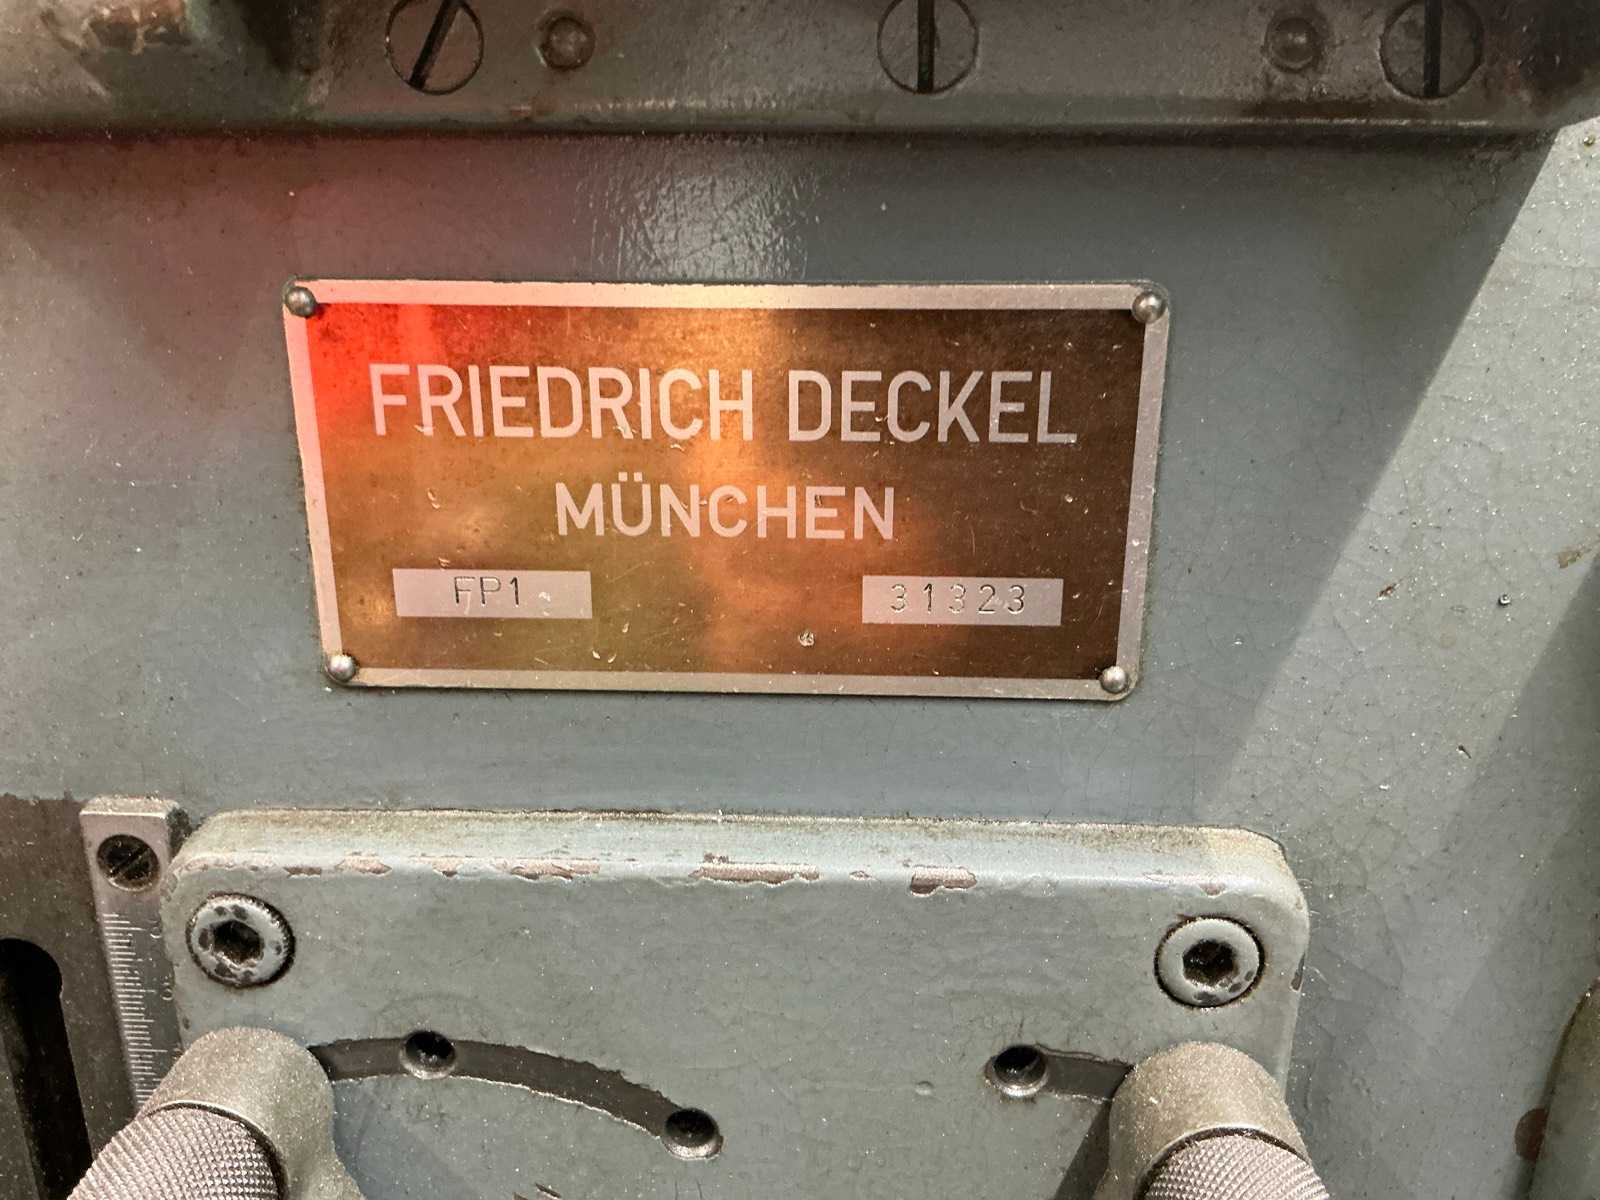 FRIEDRICH DECKEL
MÜNCHEN
FP1 31323